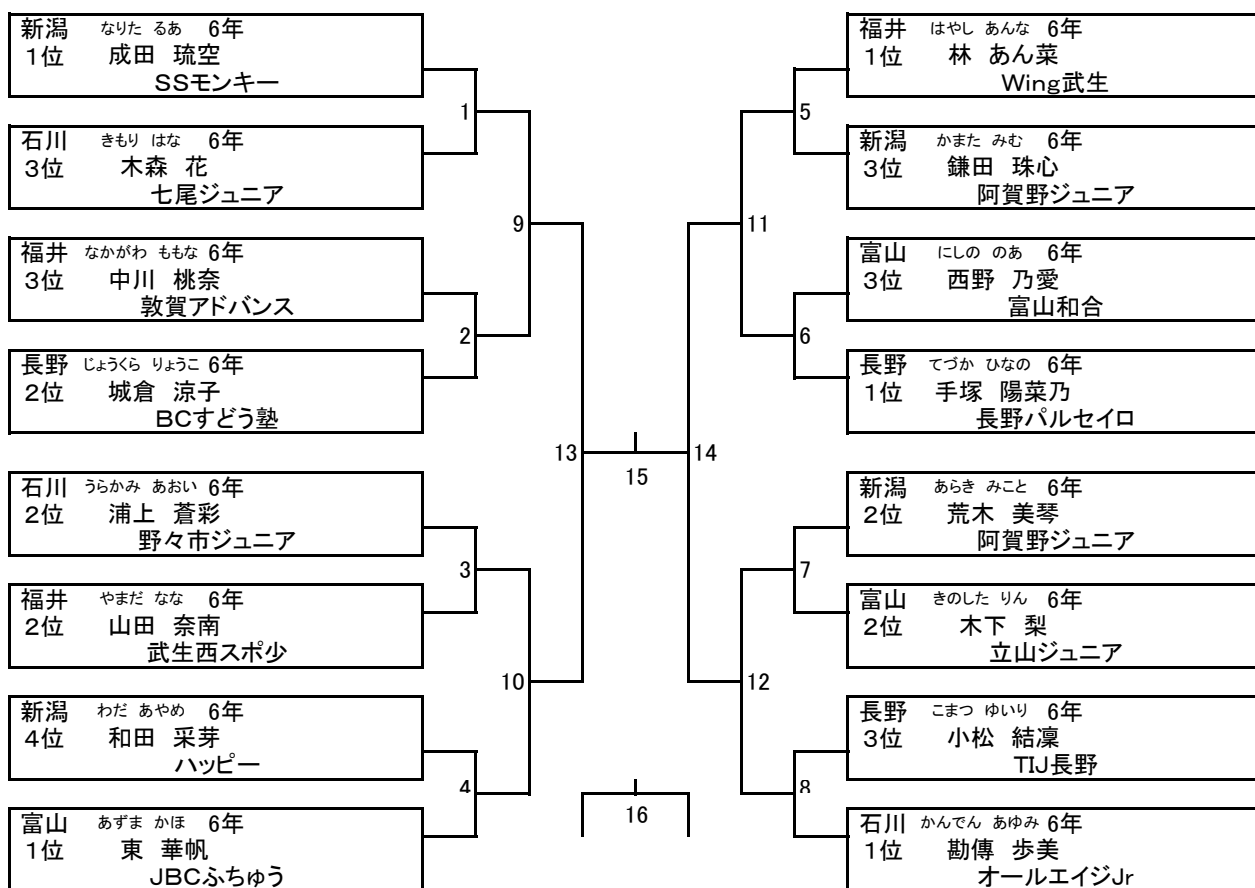 新潟 なりた るあ 6年
1位 成田 琉空
SSモンキー
石川 きもり はな 6年
3位 木森 花
七尾ジュニア
福井 なかがわ ももな 6年
3位 中川 桃奈
敦賀アドバンス
長野 じょうくら りょうこ 6年
2位 城倉 涼子
BCすどう塾
石川 うらかみ あおい 6年
2位 浦上 蒼彩
野々市ジュニア
福井 やまだ なな 6年
2位 山田 奈南
武生西スポ少
新潟 わだ あやめ 6年
4位 和田 采芽
ハッピー
富山 あずま かほ 6年
1位 東 華帆
JBCふちゅう
1
2
3
4
9
10
13
15
16
14
11
12
5
6
7
8
福井 はやし あんな 6年
1位 林 あん菜
Wing武生
新潟 かまた みむ 6年
3位 鎌田 珠心
阿賀野ジュニア
富山 にしの のあ 6年
3位 西野 乃愛
富山和合
長野 てづか ひなの 6年
1位 手塚 陽菜乃
長野パルセイロ
新潟 あらき みこと 6年
2位 荒木 美琴
阿賀野ジュニア
富山 きのした りん 6年
2位 木下 梨
立山ジュニア
長野 こまつ ゆいり 6年
3位 小松 結凜
TIJ長野
石川 かんでん あゆみ 6年
1位 勘傳 歩美
オールエイジJr